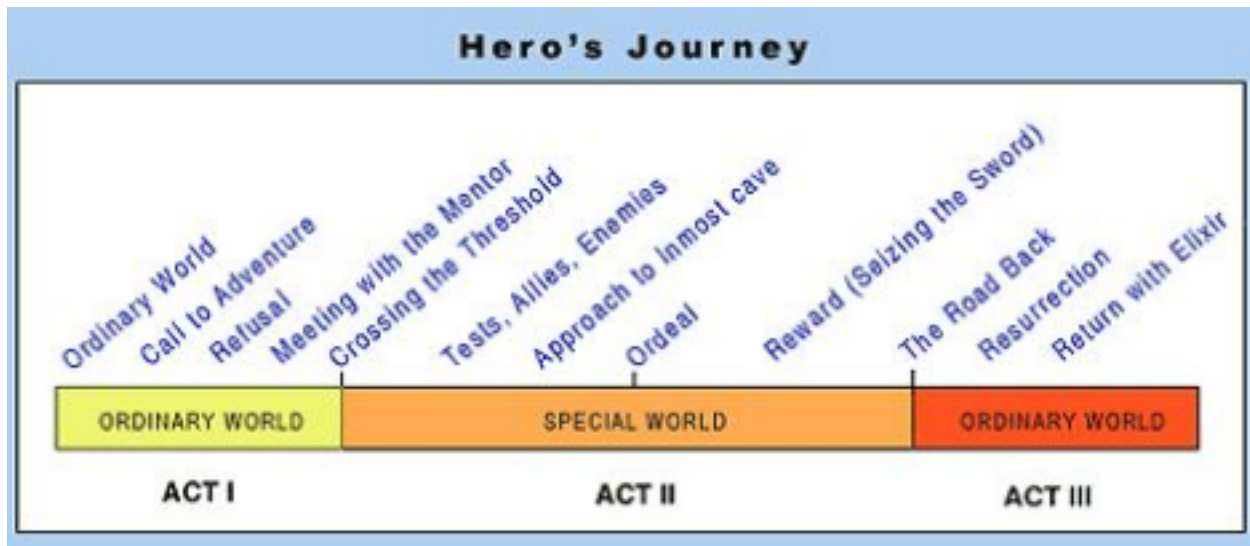 Hero's Journey
Ordinary World
Call to Adventure
Refusal
Meeting with the Mentor
Crossing the Threshold
Tests, Allies, Enemies
Approach to Inmost cave
Ordeal
Reward (Seizing the Sword)
The Road Back
Resurrection
Return with Elixir
ORDINARY WORLD
SPECIAL WORLD
ORDINARY WORLD
ACT I
ACT II
ACT III